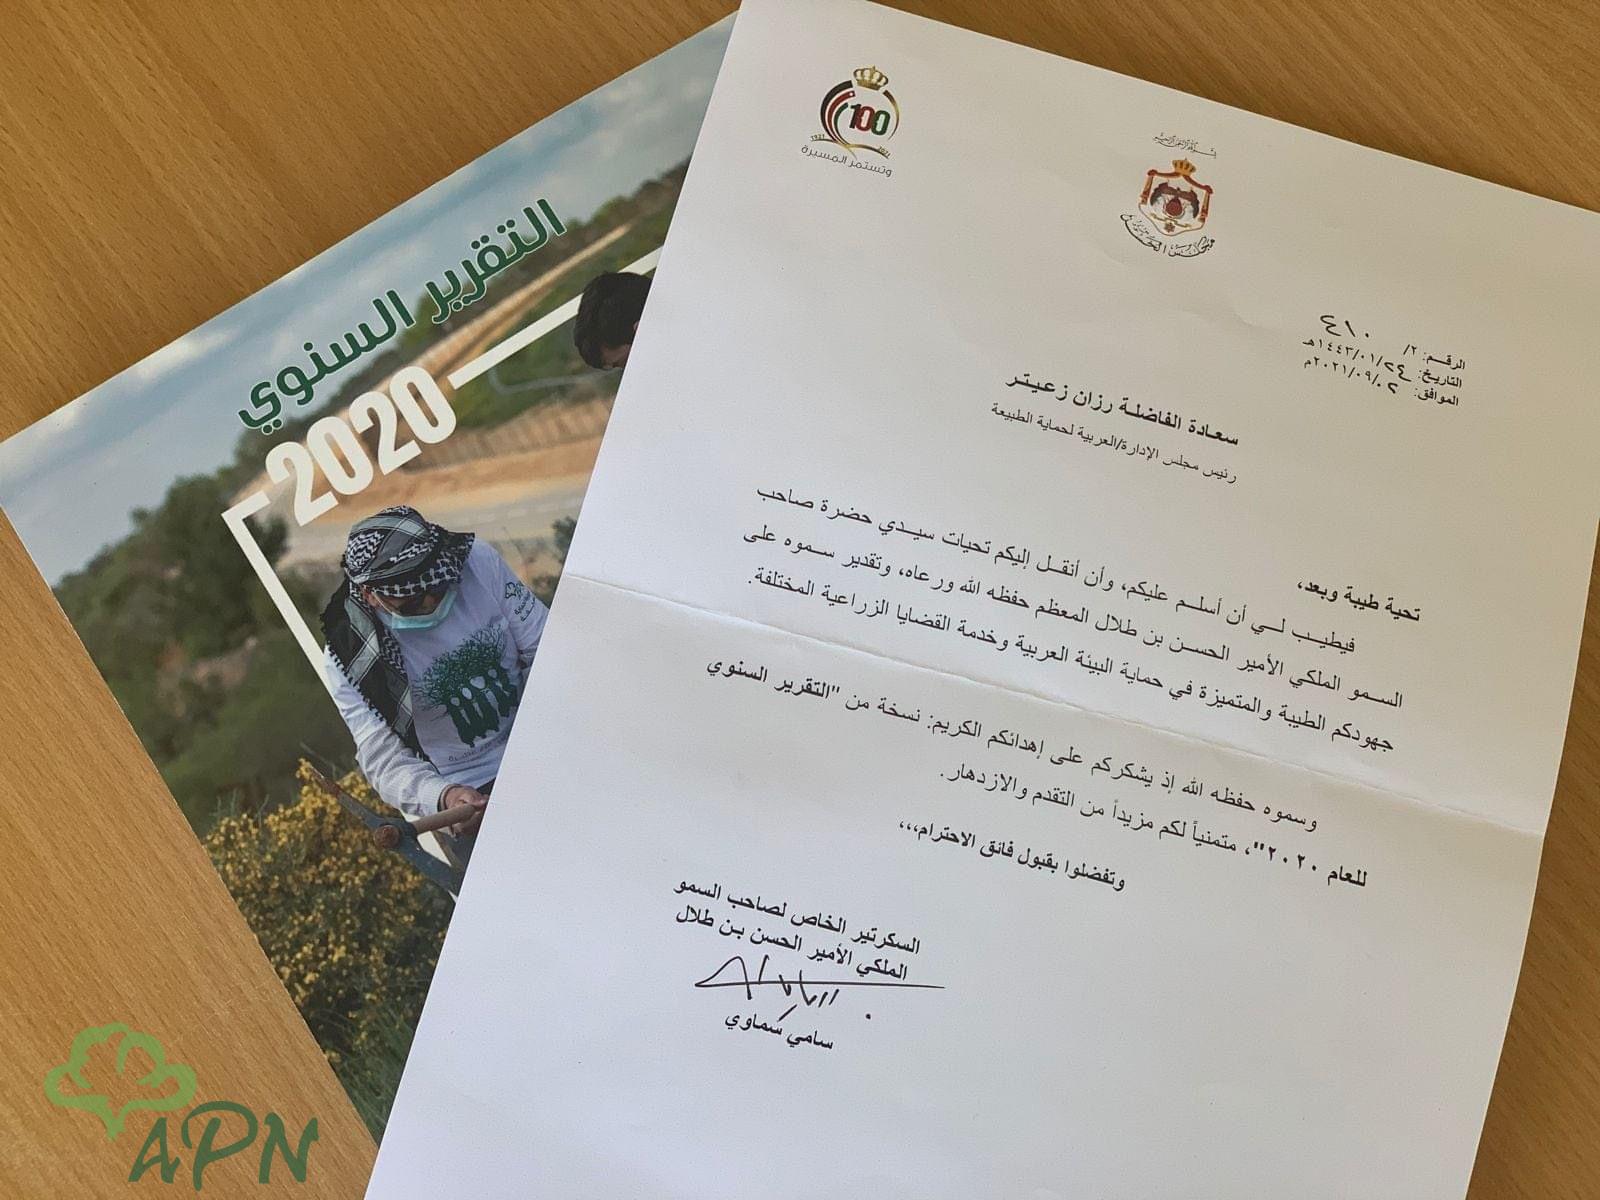 التقرير السنوي
2020
100
1921
2021
وتستمر المسيرة
الرقم: ٢/ ٤١٠
التاريخ: ١٤٤٣/٠١/٢٤هـ
الموافق: ٢٠٢١/٠٩/٠٢م
سعادة الفاضلة رزان زعيتر
رئيس مجلس الإدارة/العربية لحماية الطبيعة
تحية طيبة وبعد،
فيطيب لي أن أسلم عليكم، وأن أنقل إليكم تحيات سيدي حضرة صاحب
السمو الملكي الأمير الحسن بن طلال المعظم حفظه الله ورعاه، وتقدير سموه على
جهودكم الطيبة والمتميزة في حماية البيئة العربية وخدمة القضايا الزراعية المختلفة.
وسموه حفظه الله إذ يشكركم على إهدائكم الكريم: نسخة من "التقرير السنوي
للعام ٢٠٢٠"، متمنياً لكم مزيداً من التقدم والازدهار.
وتفضلوا بقبول فائق الاحترام،،،
السكرتير الخاص لصاحب السمو
الملكي الأمير الحسن بن طلال
سامي سماوي
APN